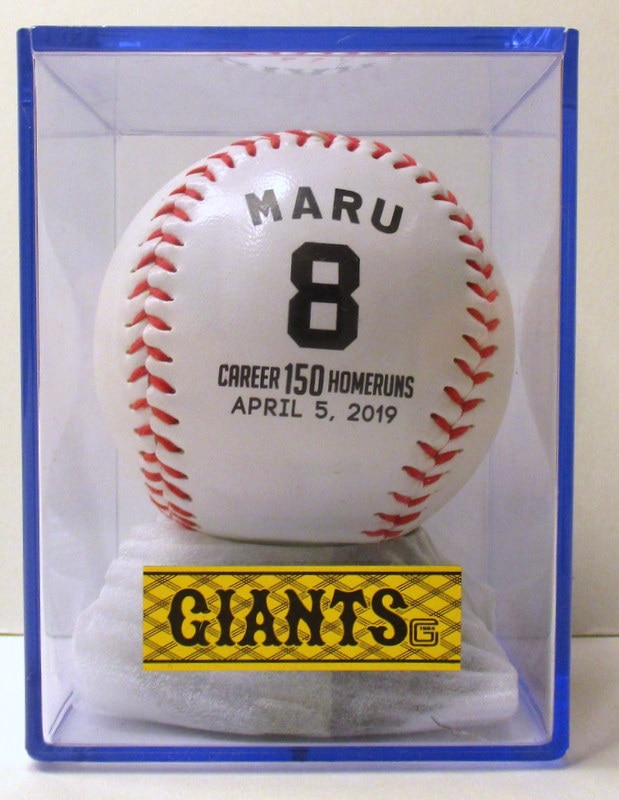 MARU
8
CAREER 150 HOMERUNS
APRIL 5, 2019
GIANTS G